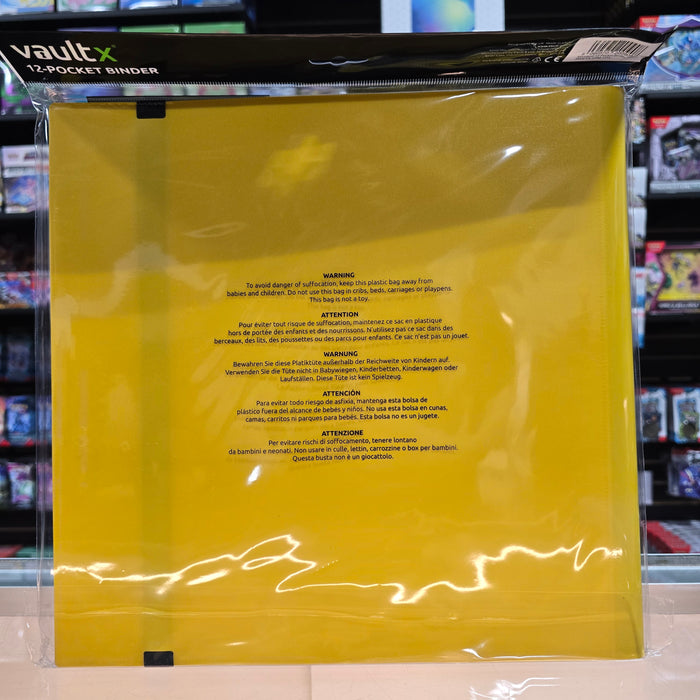 vaultx
12-POCKET BINDER
WARNING
To avoid danger of suffocation, keep this plastic bag away from
babies and children. Do not use this bag in cribs, beds, carriages or playpens.
This bag is not a toy.
ATTENTION
Pour éviter tout risque de suffocation, maintenez ce sac en plastique
hors de portée des enfants et des nourrissons. N'utilisez pas ce sac dans des
berceaux, des lits, des poussettes ou des parcs pour enfants. Ce sac n'est pas un jouet.
WARNUNG
Bewahren Sie diese Platiktüte außerhalb der Reichweite von Kindern auf.
Verwenden Sie die Tüte nicht in Babywiegen, Kinderbetten, Kinderwagen oder
Laufställen. Diese Tüte ist kein Spielzeug.
ATTENCIÓN
Para evitar todo riesgo de asfixia, mantenga esta bolsa de
plástico fuera del alcance de bebés y niños. No usa esta bolsa en cunas,
camas, carritos ni parques para bebés. Esta bolsa no es un jugete.
ATTENZIONE
Per evitare rischi di soffocamento, tenere lontano
da bambini e neonati. Non usare in culle, lettin, carrozzine o box per bambini.
Questa busta non è un giocattolo.